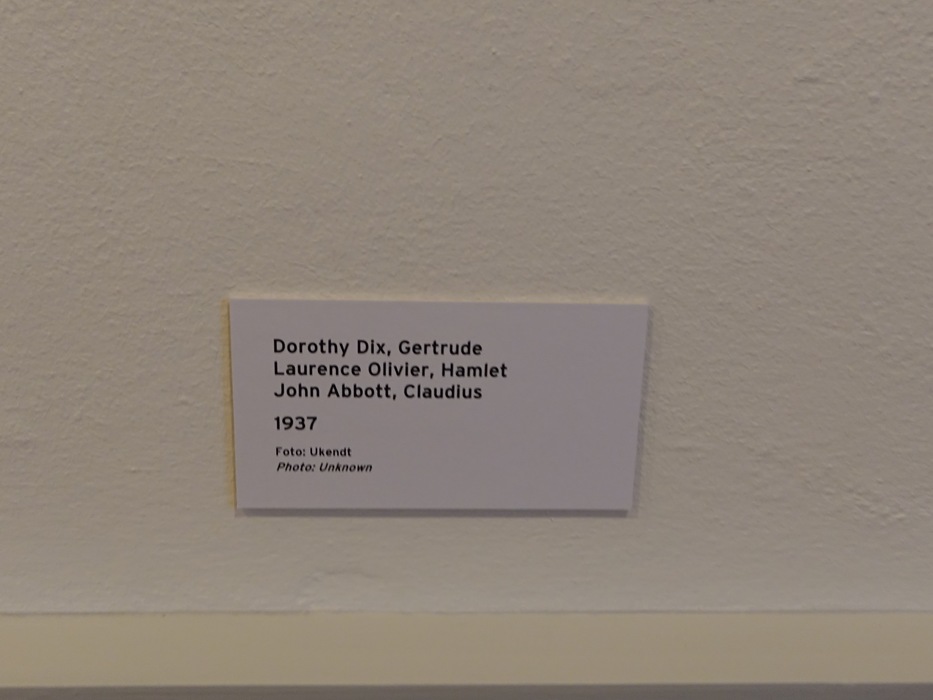 Dorothy Dix, Gertrude
Laurence Olivier, Hamlet
John Abbott, Claudius
1937
Foto: Ukendt
Photo: Unknown